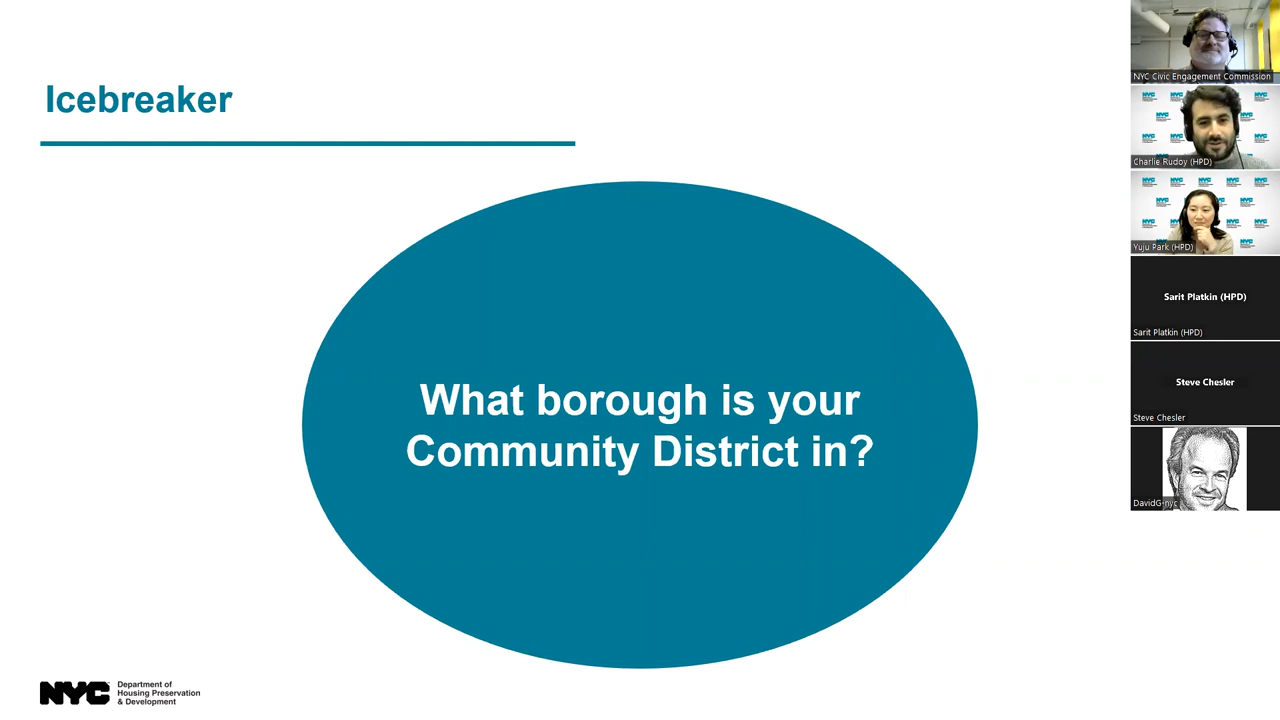 Icebreaker
What borough is your
Community District in?
NYC
Department of
Housing Preservation
& Development
NYC Civic Engagement Commission
Charlie Rudoy (HPD)
Yuju Park (HPD)
Sarit Platkin (HPD)
Sarit Platkin (HPD)
Steve Chesler
Steve Chesler
DavidG-nyc